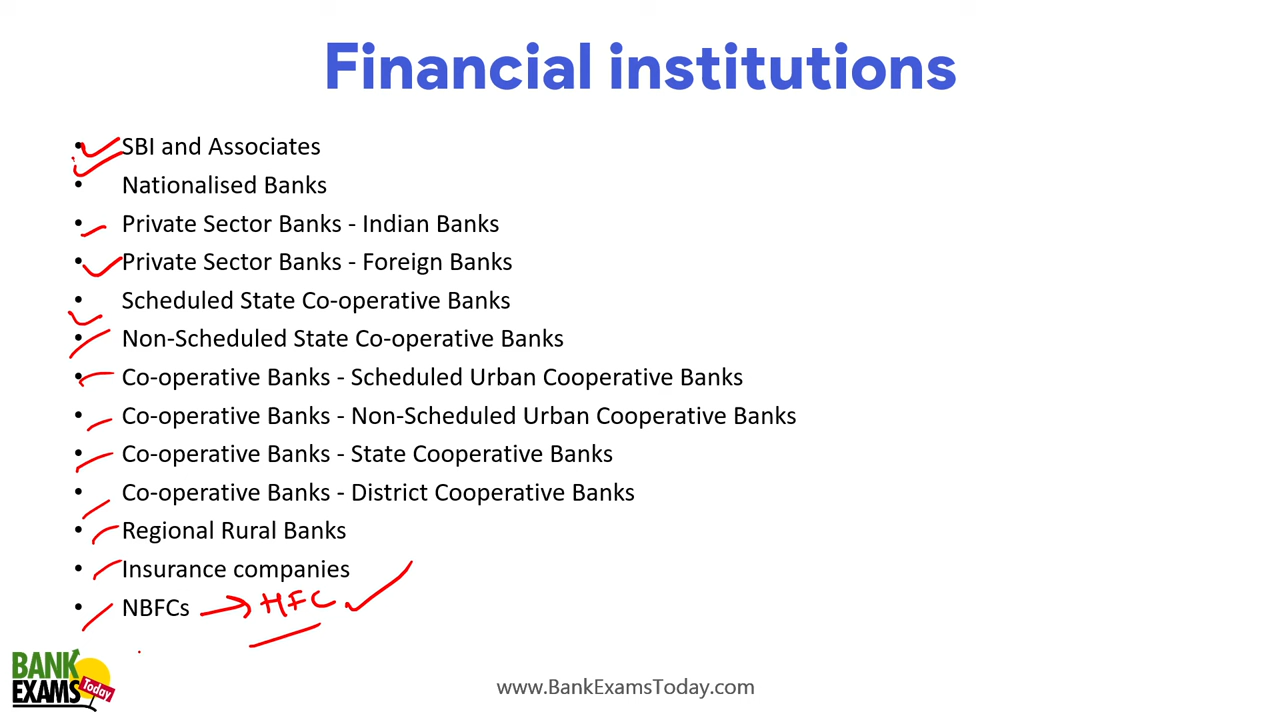 Financial institutions
• SBI and Associates
• Nationalised Banks
• Private Sector Banks - Indian Banks
• Private Sector Banks - Foreign Banks
• Scheduled State Co-operative Banks
• Non-Scheduled State Co-operative Banks
• Co-operative Banks - Scheduled Urban Cooperative Banks
• Co-operative Banks - Non-Scheduled Urban Cooperative Banks
• Co-operative Banks - State Cooperative Banks
• Co-operative Banks - District Cooperative Banks
• Regional Rural Banks
• Insurance companies
• NBFCs → HFC
BANK
EXAMS Today
www.BankExamsToday.com